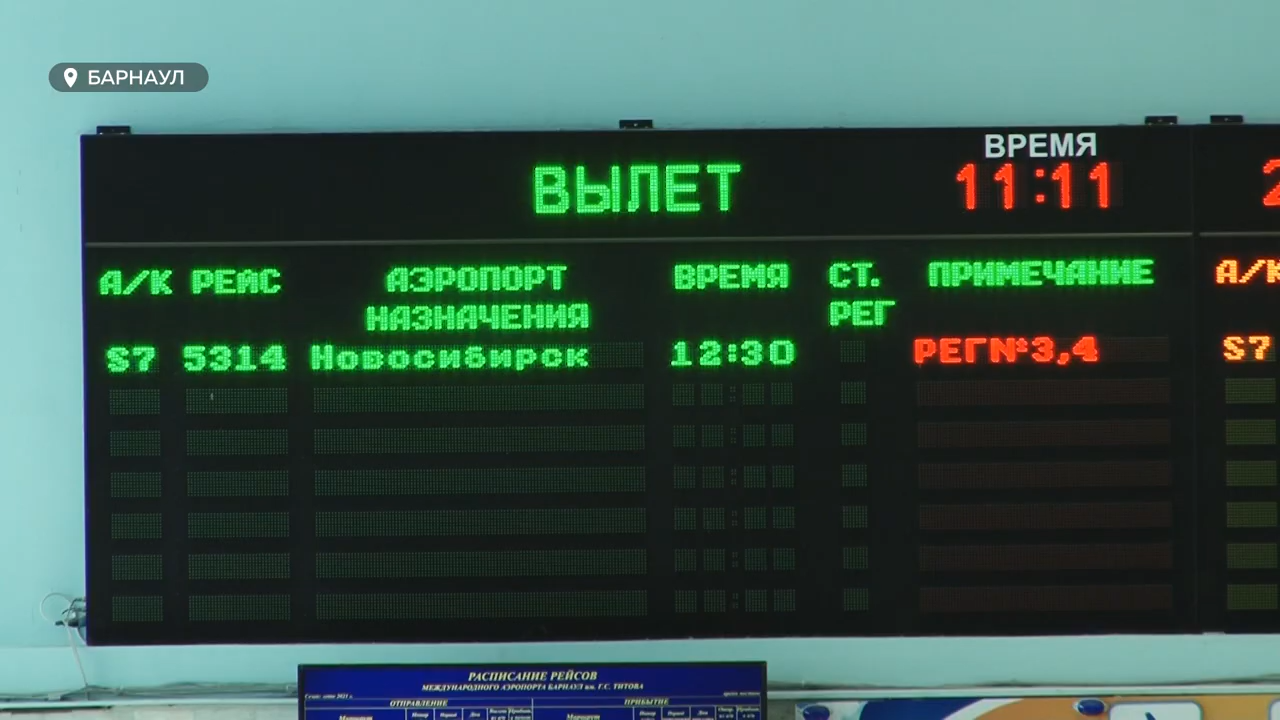 БАРНАУЛ
ВРЕМЯ
ВЫЛЕТ 11:11
А/К РЕЙС АЭРОПОРТ НАЗНАЧЕНИЯ ВРЕМЯ СТ. РЕГ ПРИМЕЧАНИЕ А/К
S7 5314 Новосибирск 12:30 РЕГ№3,4 S7
РАСПИСАНИЕ РЕЙСОВ
МЕЖДУНАРОДНОГО АЭРОПОРТА БАРНАУЛ им. Г.С. ТИТОВА
ОТПРАВЛЕНИЕ ПРИБЫТИЕ